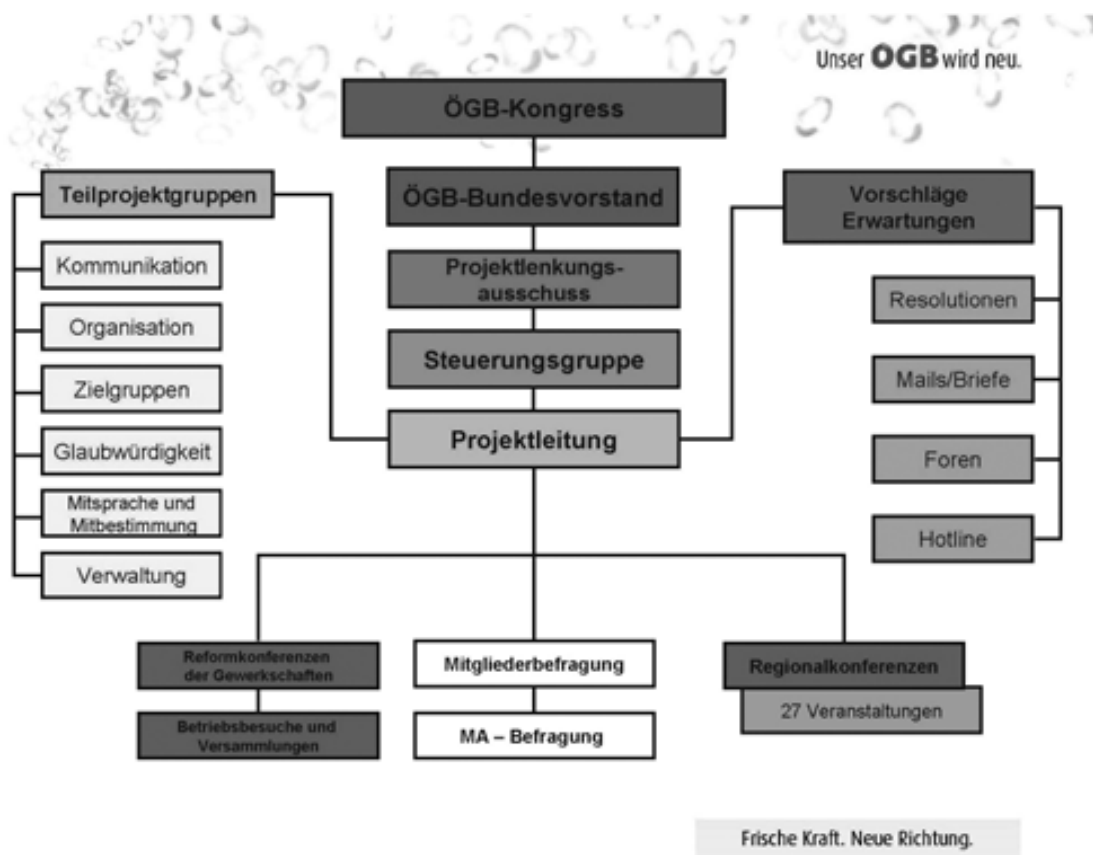 Unser ÖGB wird neu.
ÖGB-Kongress
ÖGB-Bundesvorstand
Projektlenkungs-
ausschuss
Steuerungsgruppe
Projektleitung
Teilprojektgruppen
Kommunikation
Organisation
Zielgruppen
Glaubwürdigkeit
Mitsprache und
Mitbestimmung
Verwaltung
Vorschläge
Erwartungen
Resolutionen
Mails/Briefe
Foren
Hotline
Reformkonferenzen
der Gewerkschaften
Betriebsbesuche und
Versammlungen
Mitgliederbefragung
MA – Befragung
Regionalkonferenzen
27 Veranstaltungen
Frische Kraft. Neue Richtung.